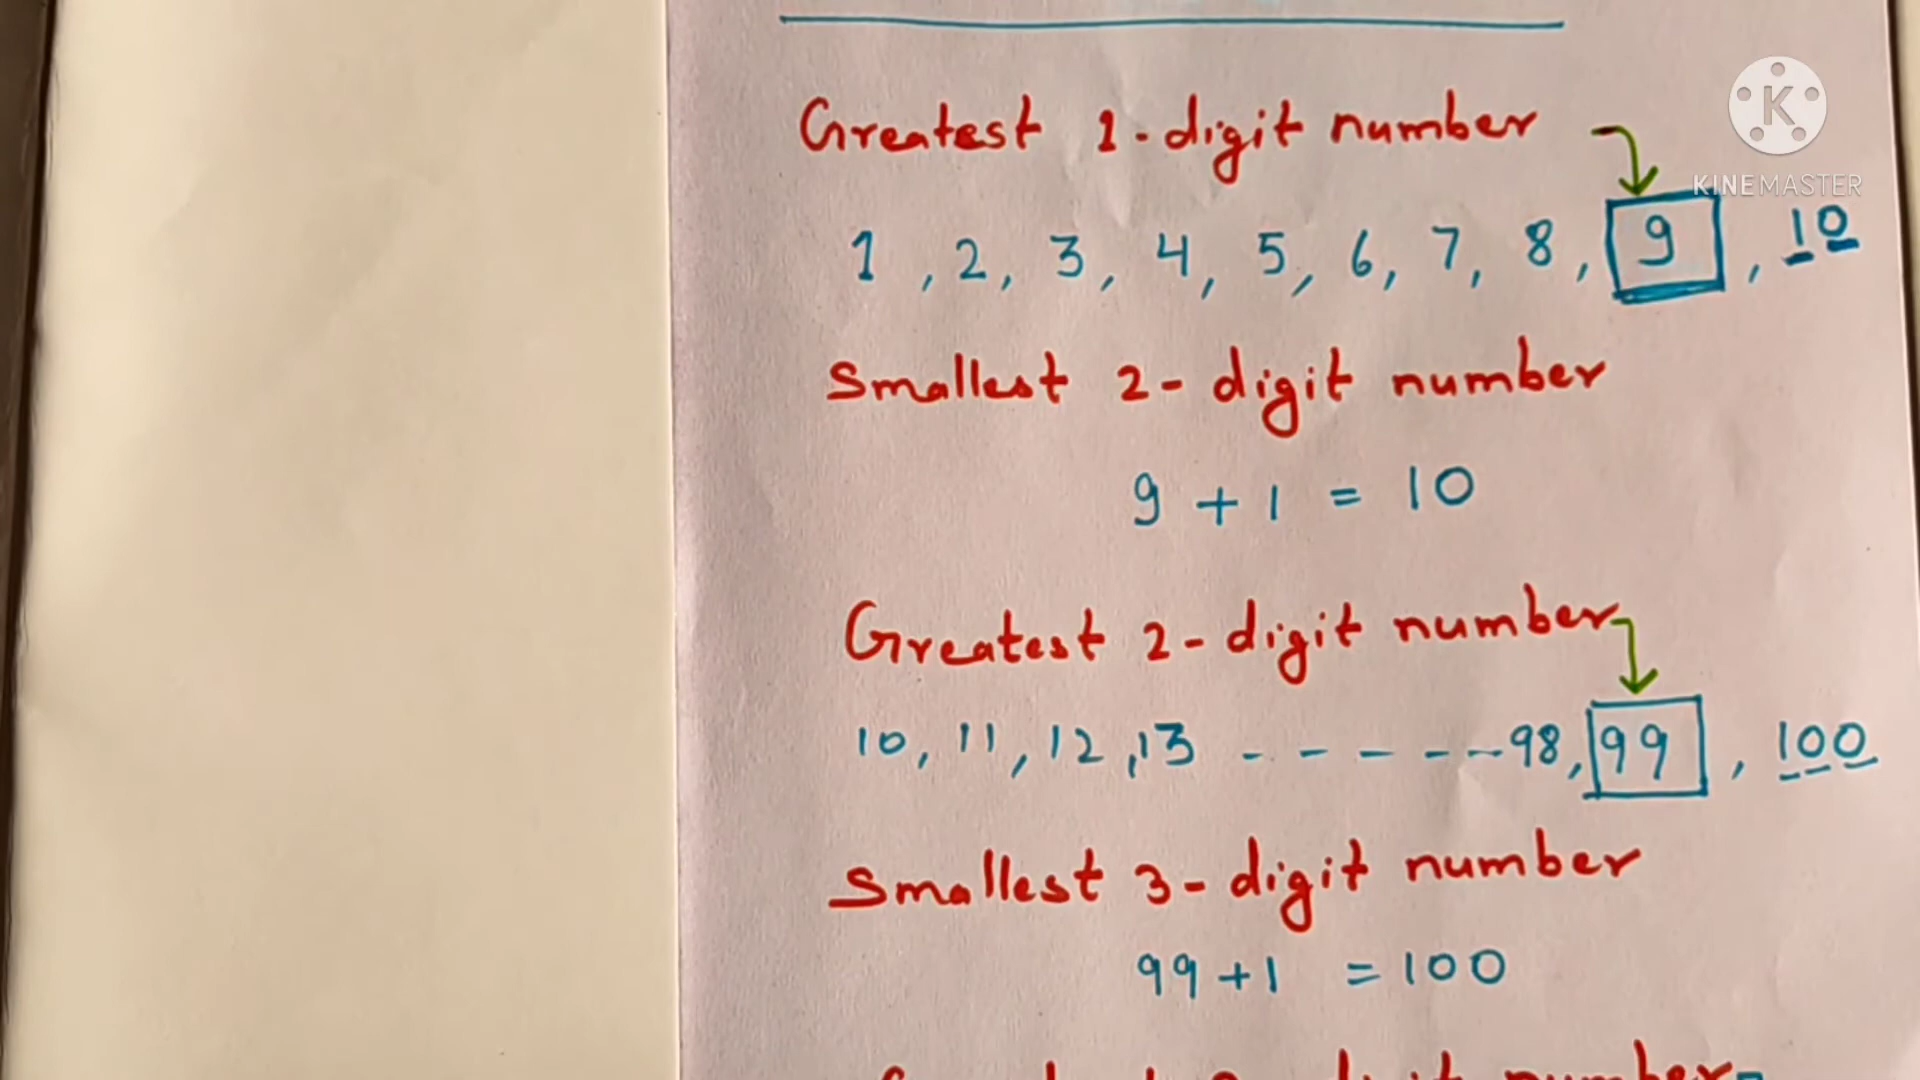 Greatest 1-digit number
KINEMASTER
1, 2, 3, 4, 5, 6, 7, 8, 9, 10
Smallest 2-digit number
9 + 1 = 10
Greatest 2-digit number
10, 11, 12, 13 - - - - - -98, 99, 100
Smallest 3-digit number
99+1 = 100